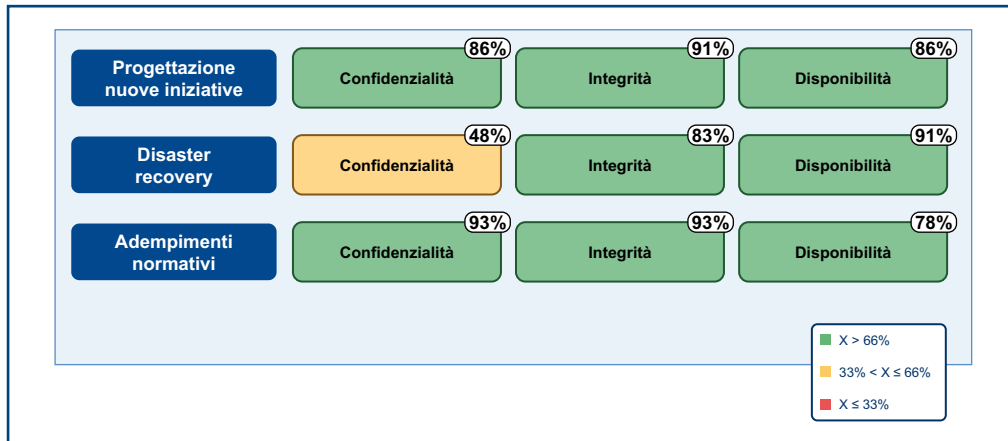 86%
91%
86%
Progettazione
nuove iniziative
Confidenzialità
Integrità
Disponibilità
48%
83%
91%
Disaster
recovery
Confidenzialità
Integrità
Disponibilità
93%
93%
78%
Adempimenti
normativi
Confidenzialità
Integrità
Disponibilità
X > 66%
33% < X ≤ 66%
X ≤ 33%